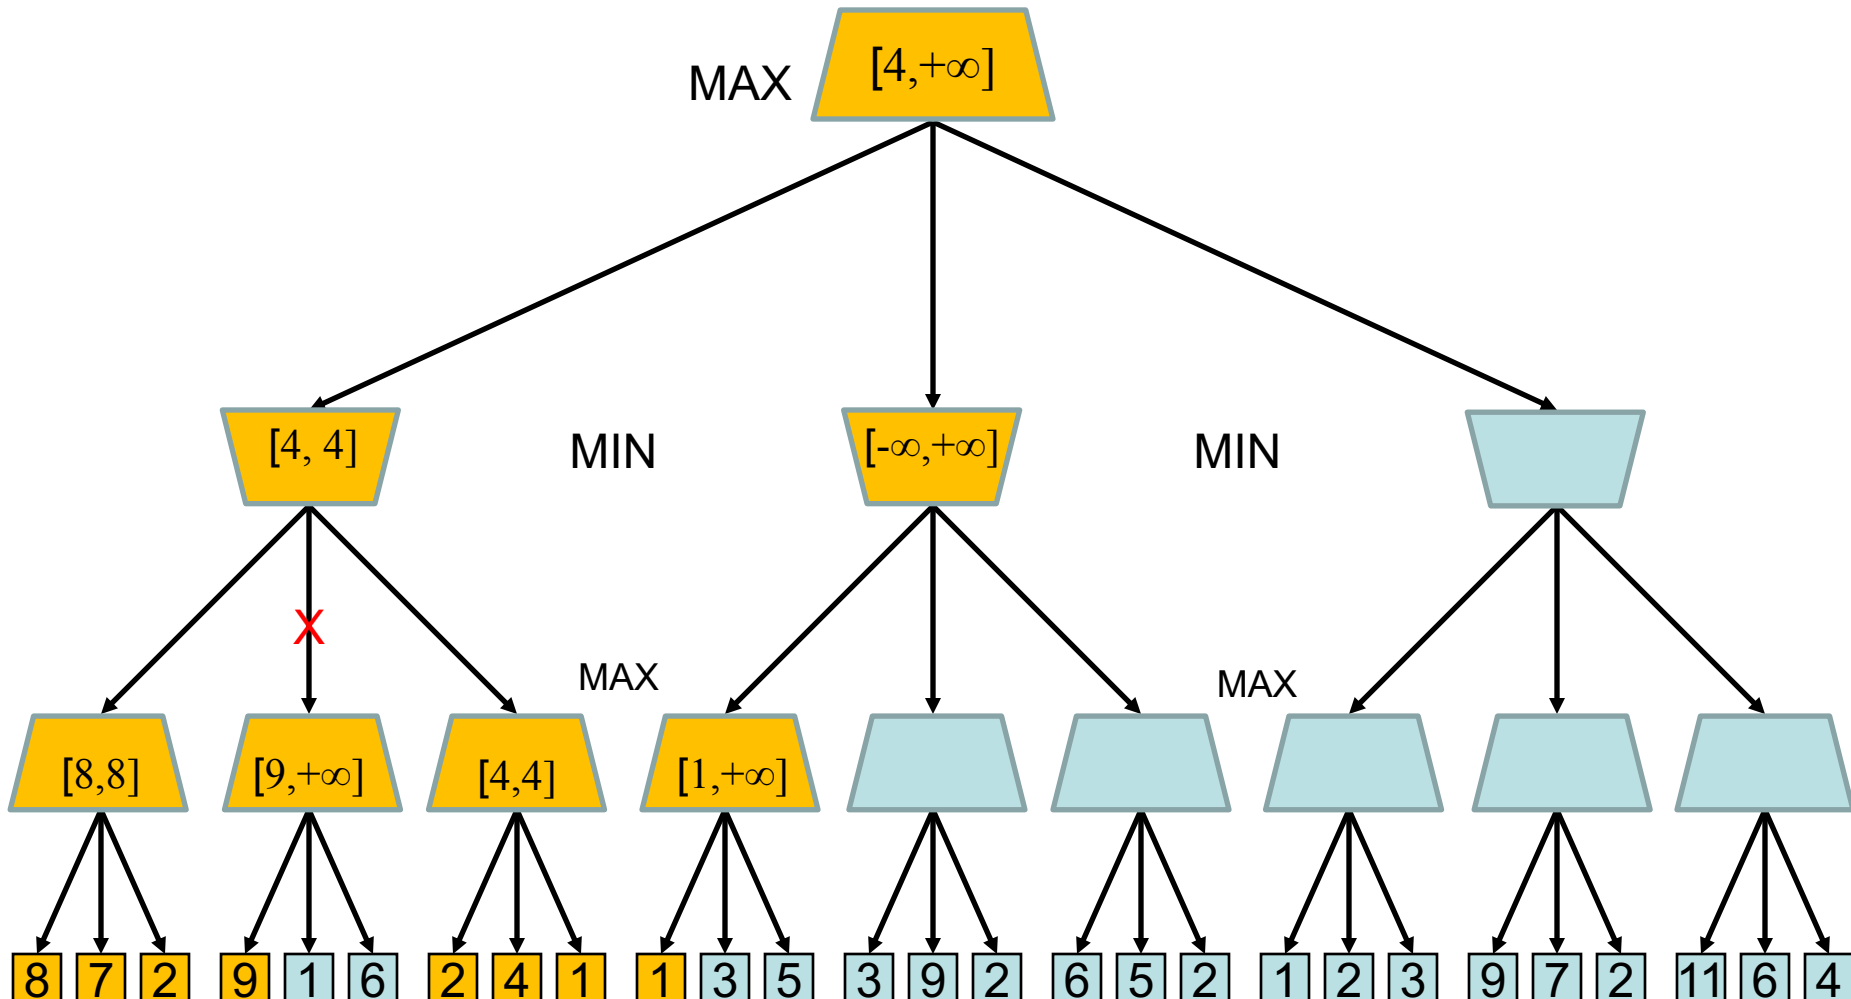 MAX [4,+∞]
[4, 4] MIN [-∞,+∞] MIN
X
MAX MAX
[8,8] [9,+∞] [4,4] [1,+∞]
8 7 2 9 1 6 2 4 1 1 3 5 3 9 2 6 5 2 1 2 3 9 7 2 11 6 4